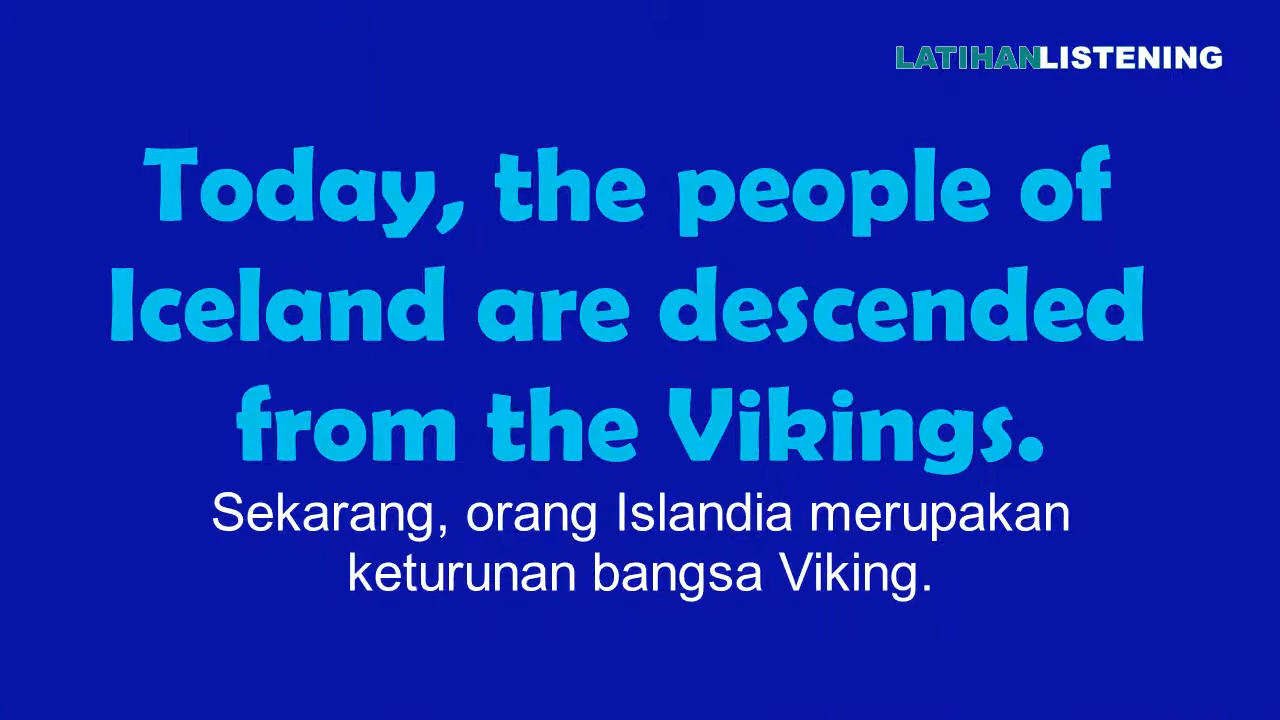 LATIHANLISTENING
Today, the people of
Iceland are descended
from the Vikings.
Sekarang, orang Islandia merupakan
keturunan bangsa Viking.